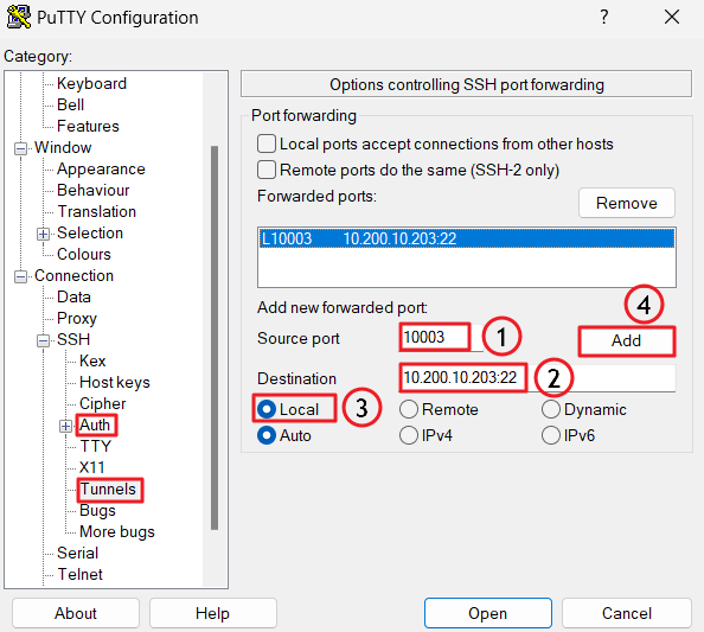 PuTTY Configuration
Category:
Keyboard
Bell
Features
Window
Appearance
Behaviour
Translation
Selection
Colours
Connection
Data
Proxy
SSH
Kex
Host keys
Cipher
Auth
TTY
X11
Tunnels
Bugs
More bugs
Serial
Telnet
Options controlling SSH port forwarding
Port forwarding
Local ports accept connections from other hosts
Remote ports do the same (SSH-2 only)
Forwarded ports:
Remove
L10003 10.200.10.203:22
Add new forwarded port:
4
Source port 10003 1 Add
Destination 10.200.10.203:22 2
Local 3 Remote Dynamic
Auto IPv4 IPv6
About Help Open Cancel